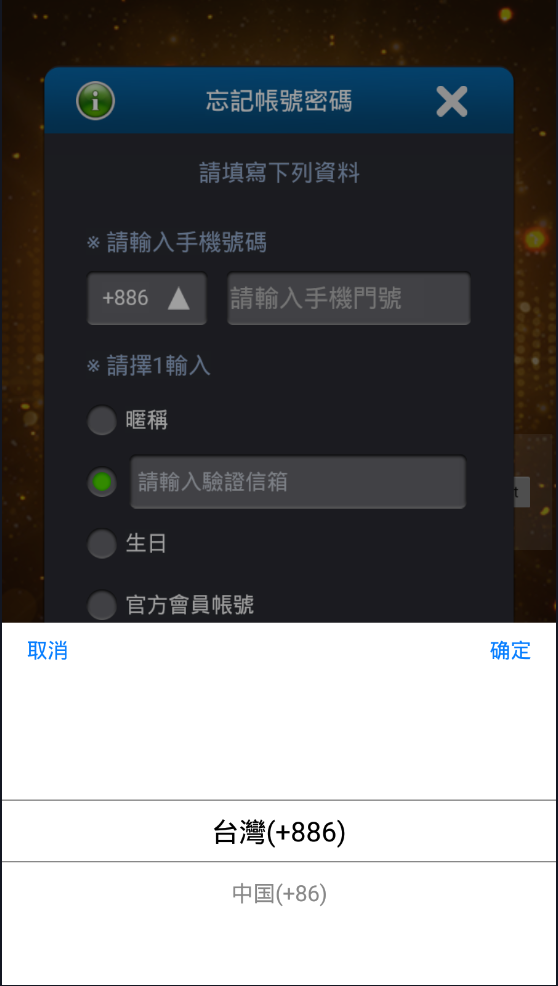 忘記帳號密碼
請填寫下列資料
※ 請輸入手機號碼
+886 ▲ 請輸入手機門號
※ 請擇1輸入
暱稱
請輸入驗證信箱
t
生日
官方會員帳號
取消 确定
台灣(+886)
中国(+86)